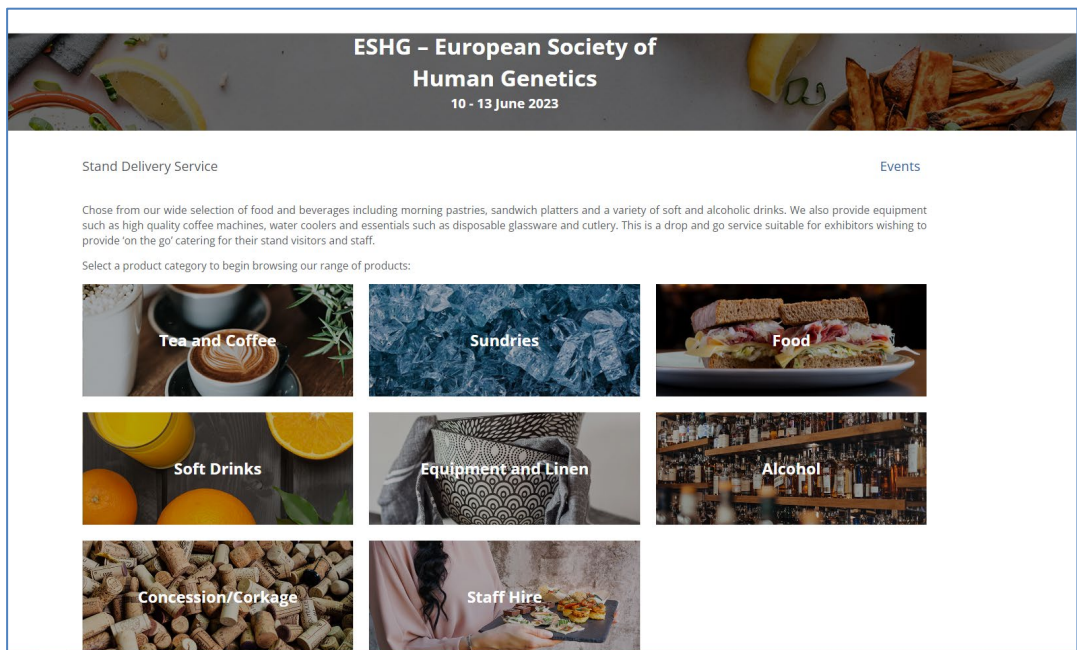 ESHG – European Society of
Human Genetics
10 - 13 June 2023
Stand Delivery Service
Events
Chose from our wide selection of food and beverages including morning pastries, sandwich platters and a variety of soft and alcoholic drinks. We also provide equipment
such as high quality coffee machines, water coolers and essentials such as disposable glassware and cutlery. This is a drop and go service suitable for exhibitors wishing to
provide 'on the go' catering for their stand visitors and staff.
Select a product category to begin browsing our range of products:
Tea and Coffee
Sundries
Food
Soft Drinks
Equipment and Linen
Alcohol
Concession/Corkage
Staff Hire